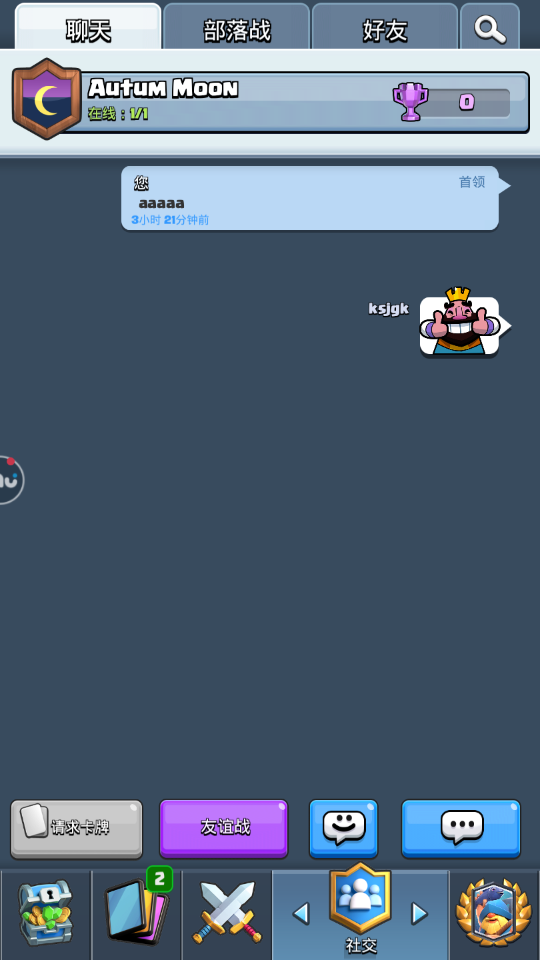 聊天
部落战
好友
Autum Moon
在线：1/1
0
您
首领
aaaaa
3小时 21分钟前
ksjgk
请求卡牌
友谊战
2
社交